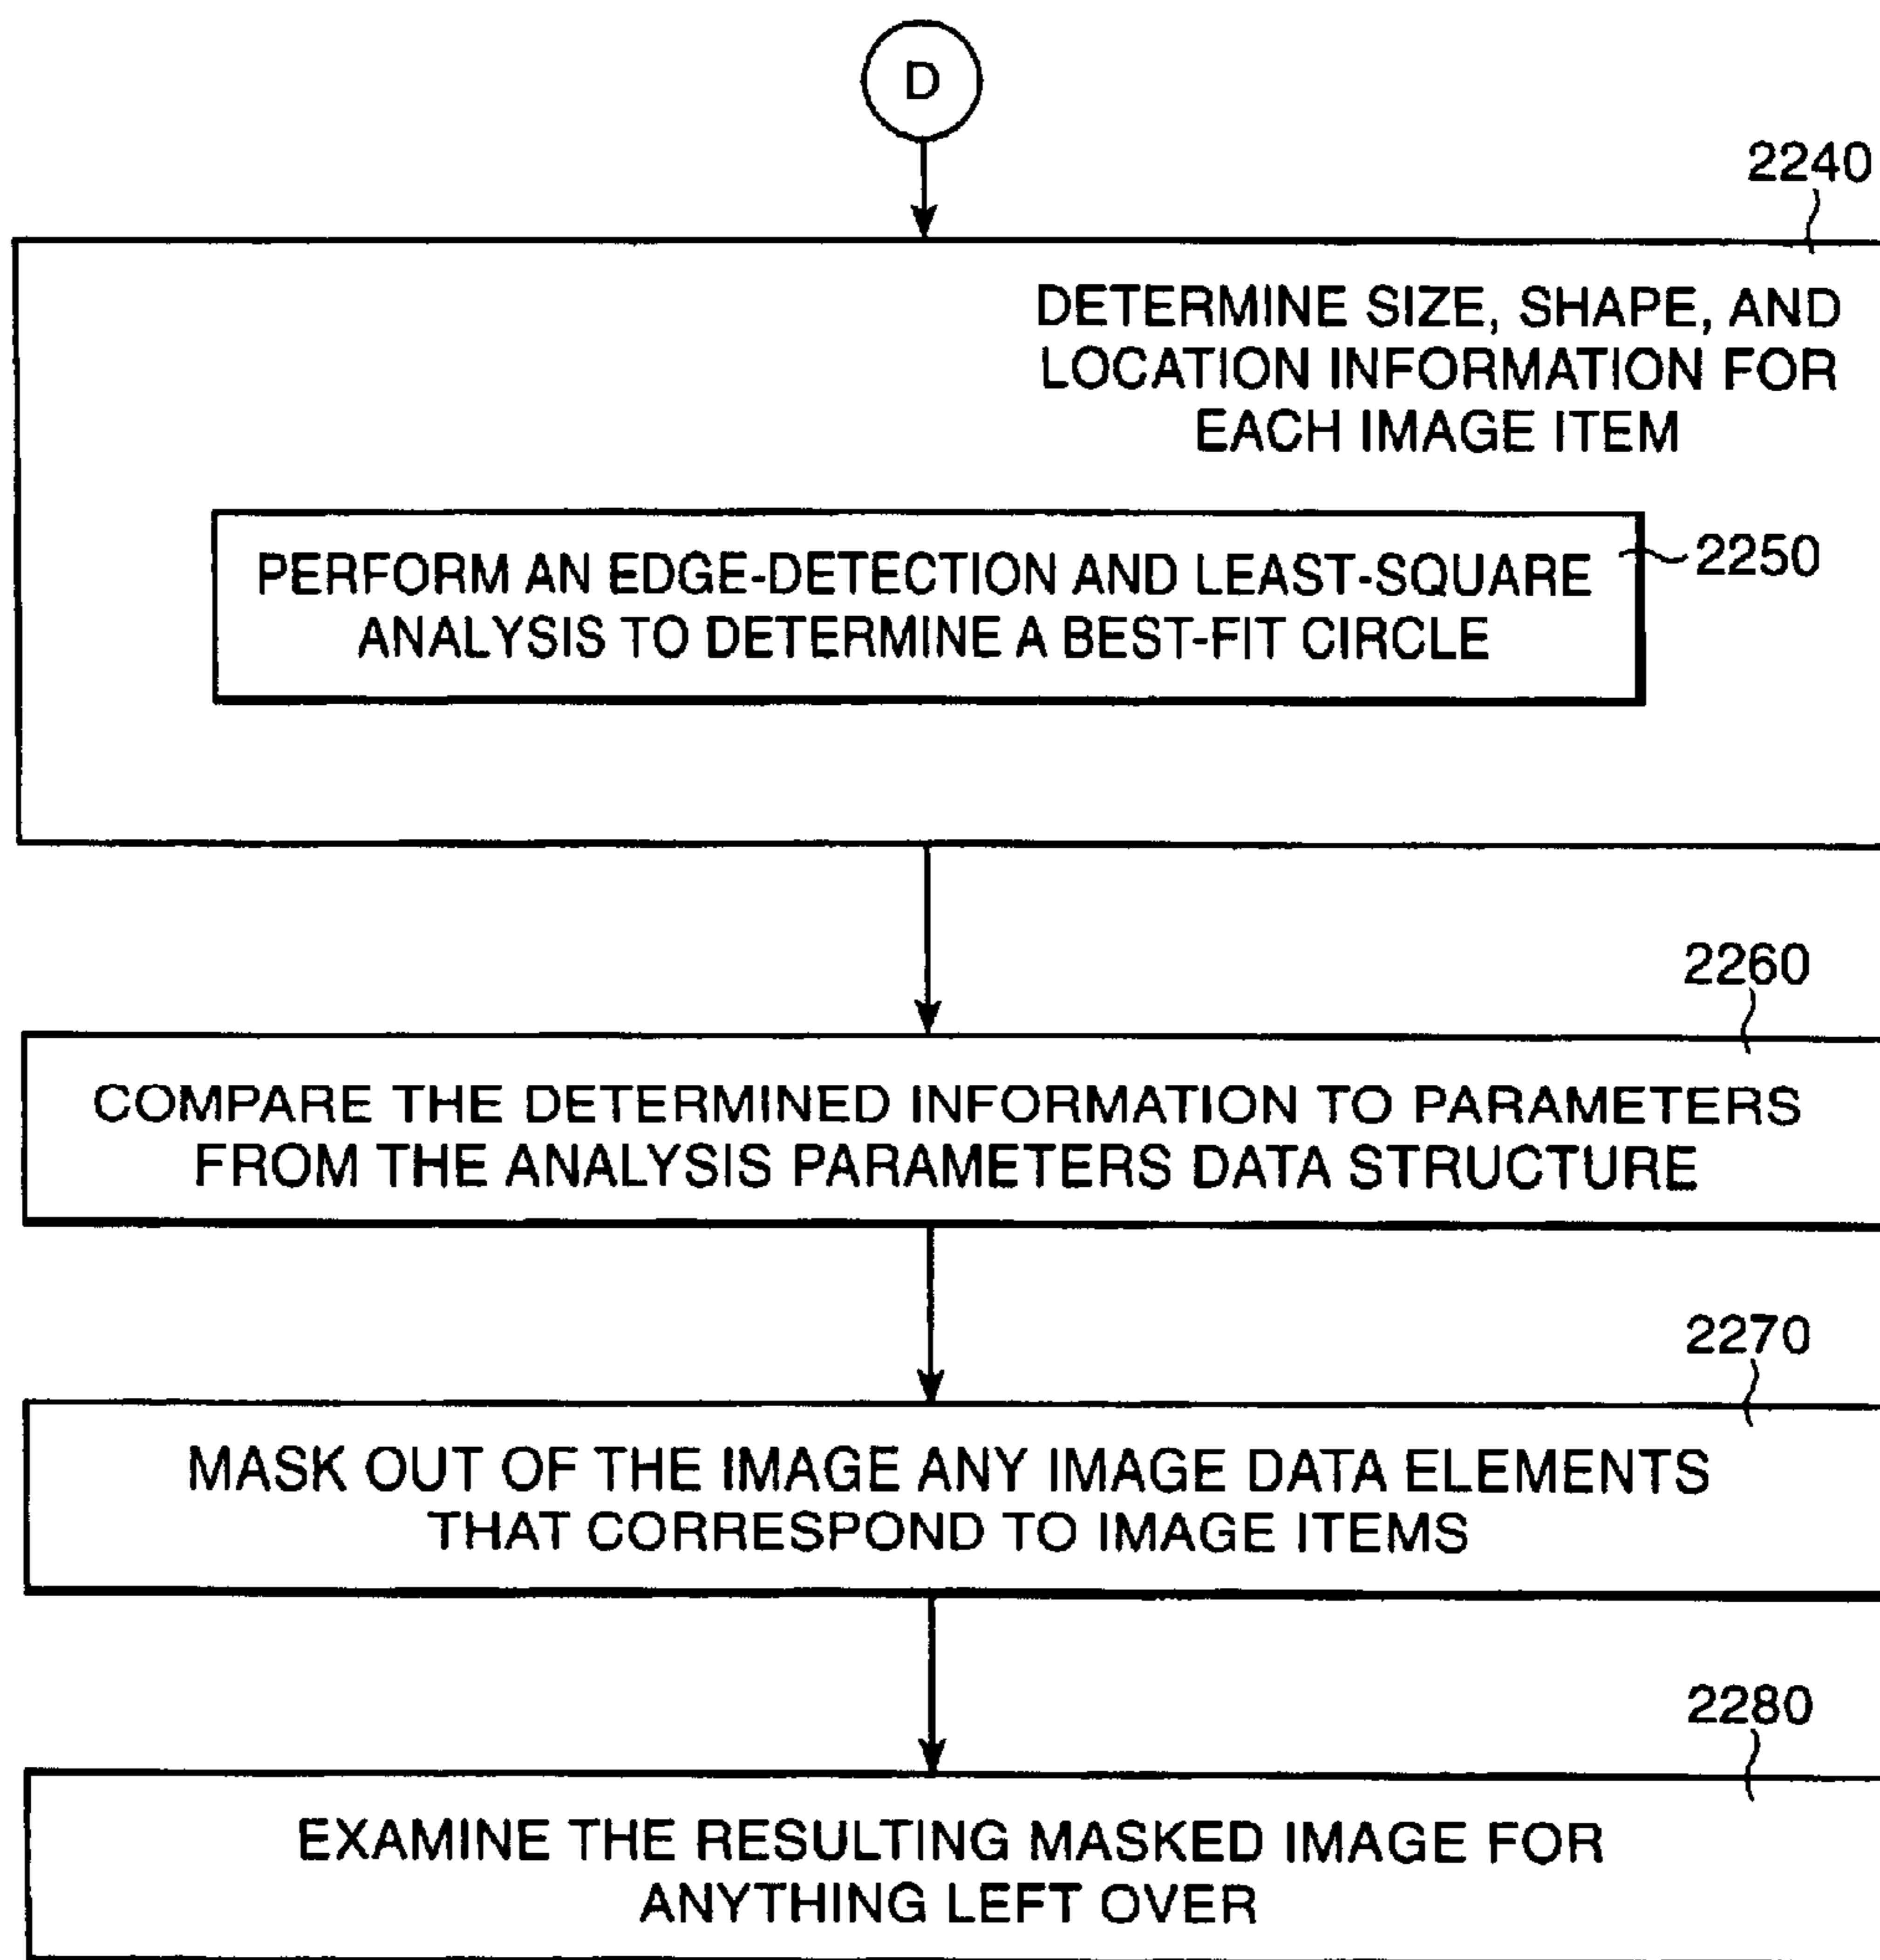 D
2240
DETERMINE SIZE, SHAPE, AND
LOCATION INFORMATION FOR
EACH IMAGE ITEM
PERFORM AN EDGE-DETECTION AND LEAST-SQUARE
ANALYSIS TO DETERMINE A BEST-FIT CIRCLE
2250
2260
COMPARE THE DETERMINED INFORMATION TO PARAMETERS
FROM THE ANALYSIS PARAMETERS DATA STRUCTURE
2270
MASK OUT OF THE IMAGE ANY IMAGE DATA ELEMENTS
THAT CORRESPOND TO IMAGE ITEMS
2280
EXAMINE THE RESULTING MASKED IMAGE FOR
ANYTHING LEFT OVER